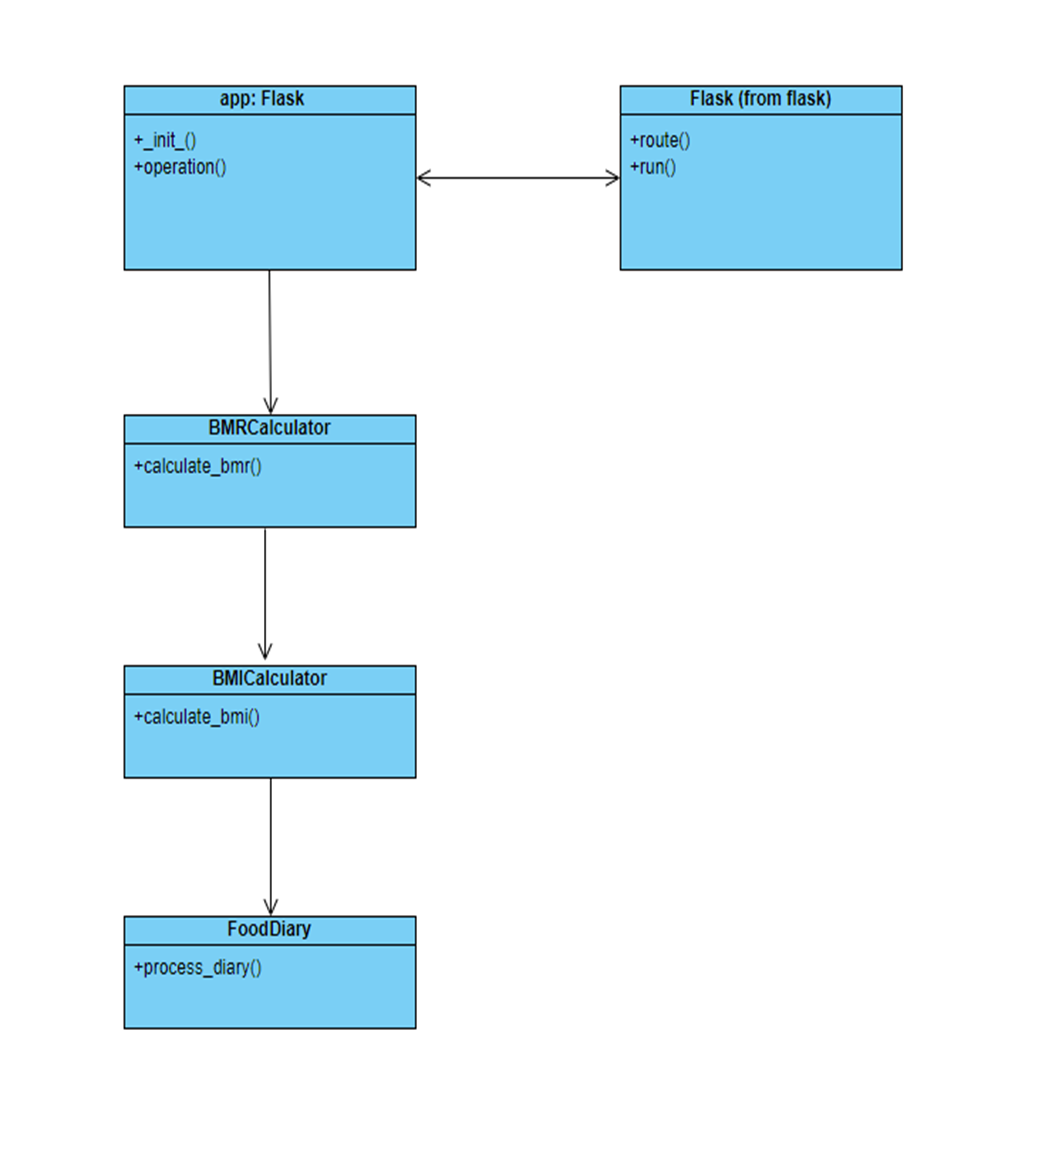 app: Flask
+_init_()
+operation()
Flask (from flask)
+route()
+run()
BMRCalculator
+calculate_bmr()
BMICalculator
+calculate_bmi()
FoodDiary
+process_diary()